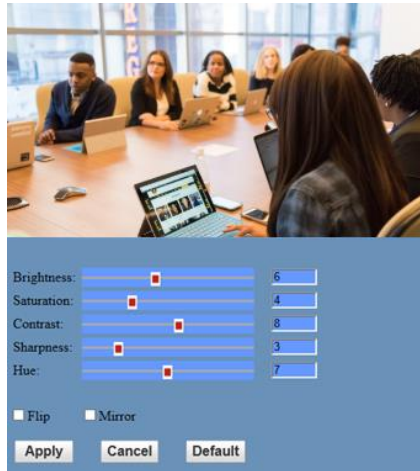 Brightness: 6
Saturation: 4
Contrast: 8
Sharpness: 3
Hue: 7
Flip Mirror
Apply Cancel Default